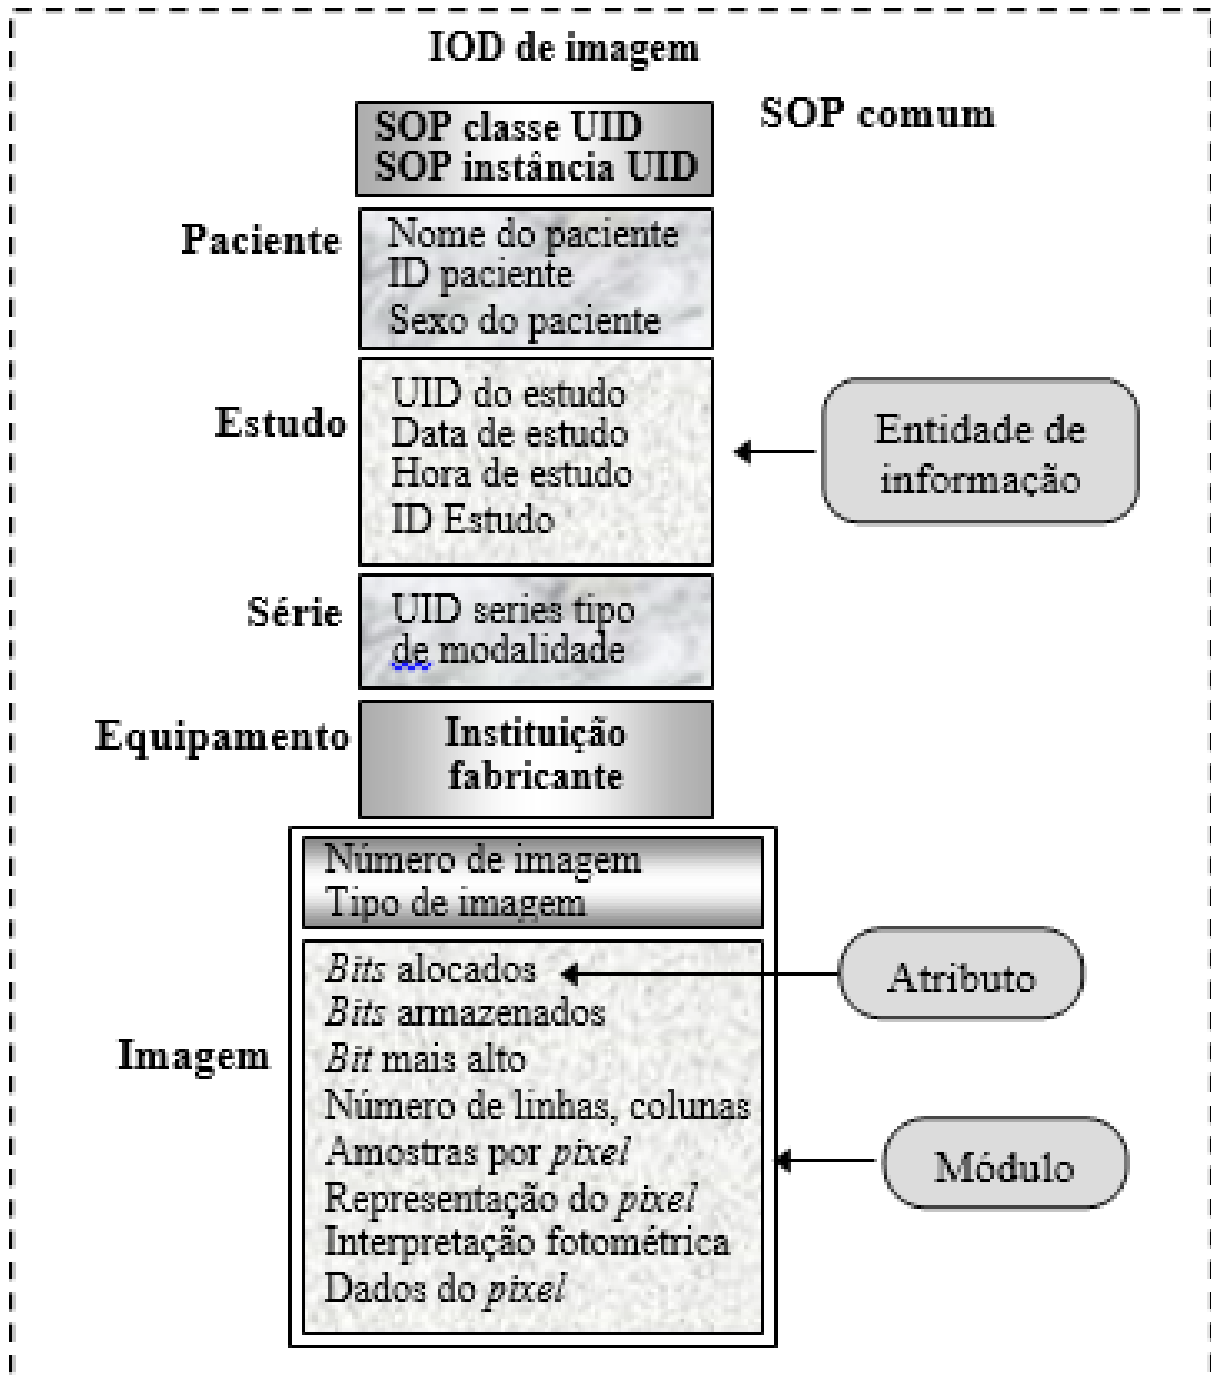 IOD de imagem
SOP comum
SOP classe UID
SOP instância UID
Paciente
Nome do paciente
ID paciente
Sexo do paciente
Estudo
UID do estudo
Data de estudo
Hora de estudo
ID Estudo
Entidade de
informação
Série
UID series tipo
de modalidade
Equipamento
Instituição
fabricante
Número de imagem
Tipo de imagem
Imagem
Bits alocados
Bits armazenados
Bit mais alto
Número de linhas, colunas
Amostras por pixel
Representação do pixel
Interpretação fotométrica
Dados do pixel
Atributo
Módulo